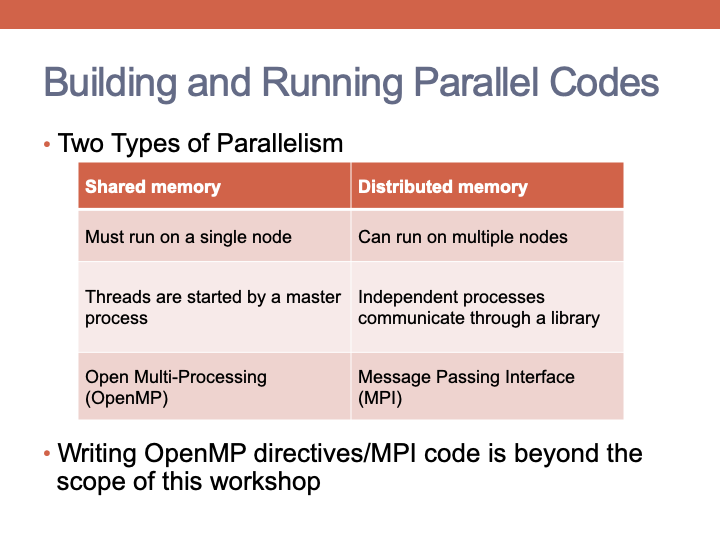 Building and Running Parallel Codes
• Two Types of Parallelism
Shared memory
Distributed memory
Must run on a single node
Can run on multiple nodes
Threads are started by a master
process
Independent processes
communicate through a library
Open Multi-Processing
(OpenMP)
Message Passing Interface
(MPI)
• Writing OpenMP directives/MPI code is beyond the
scope of this workshop